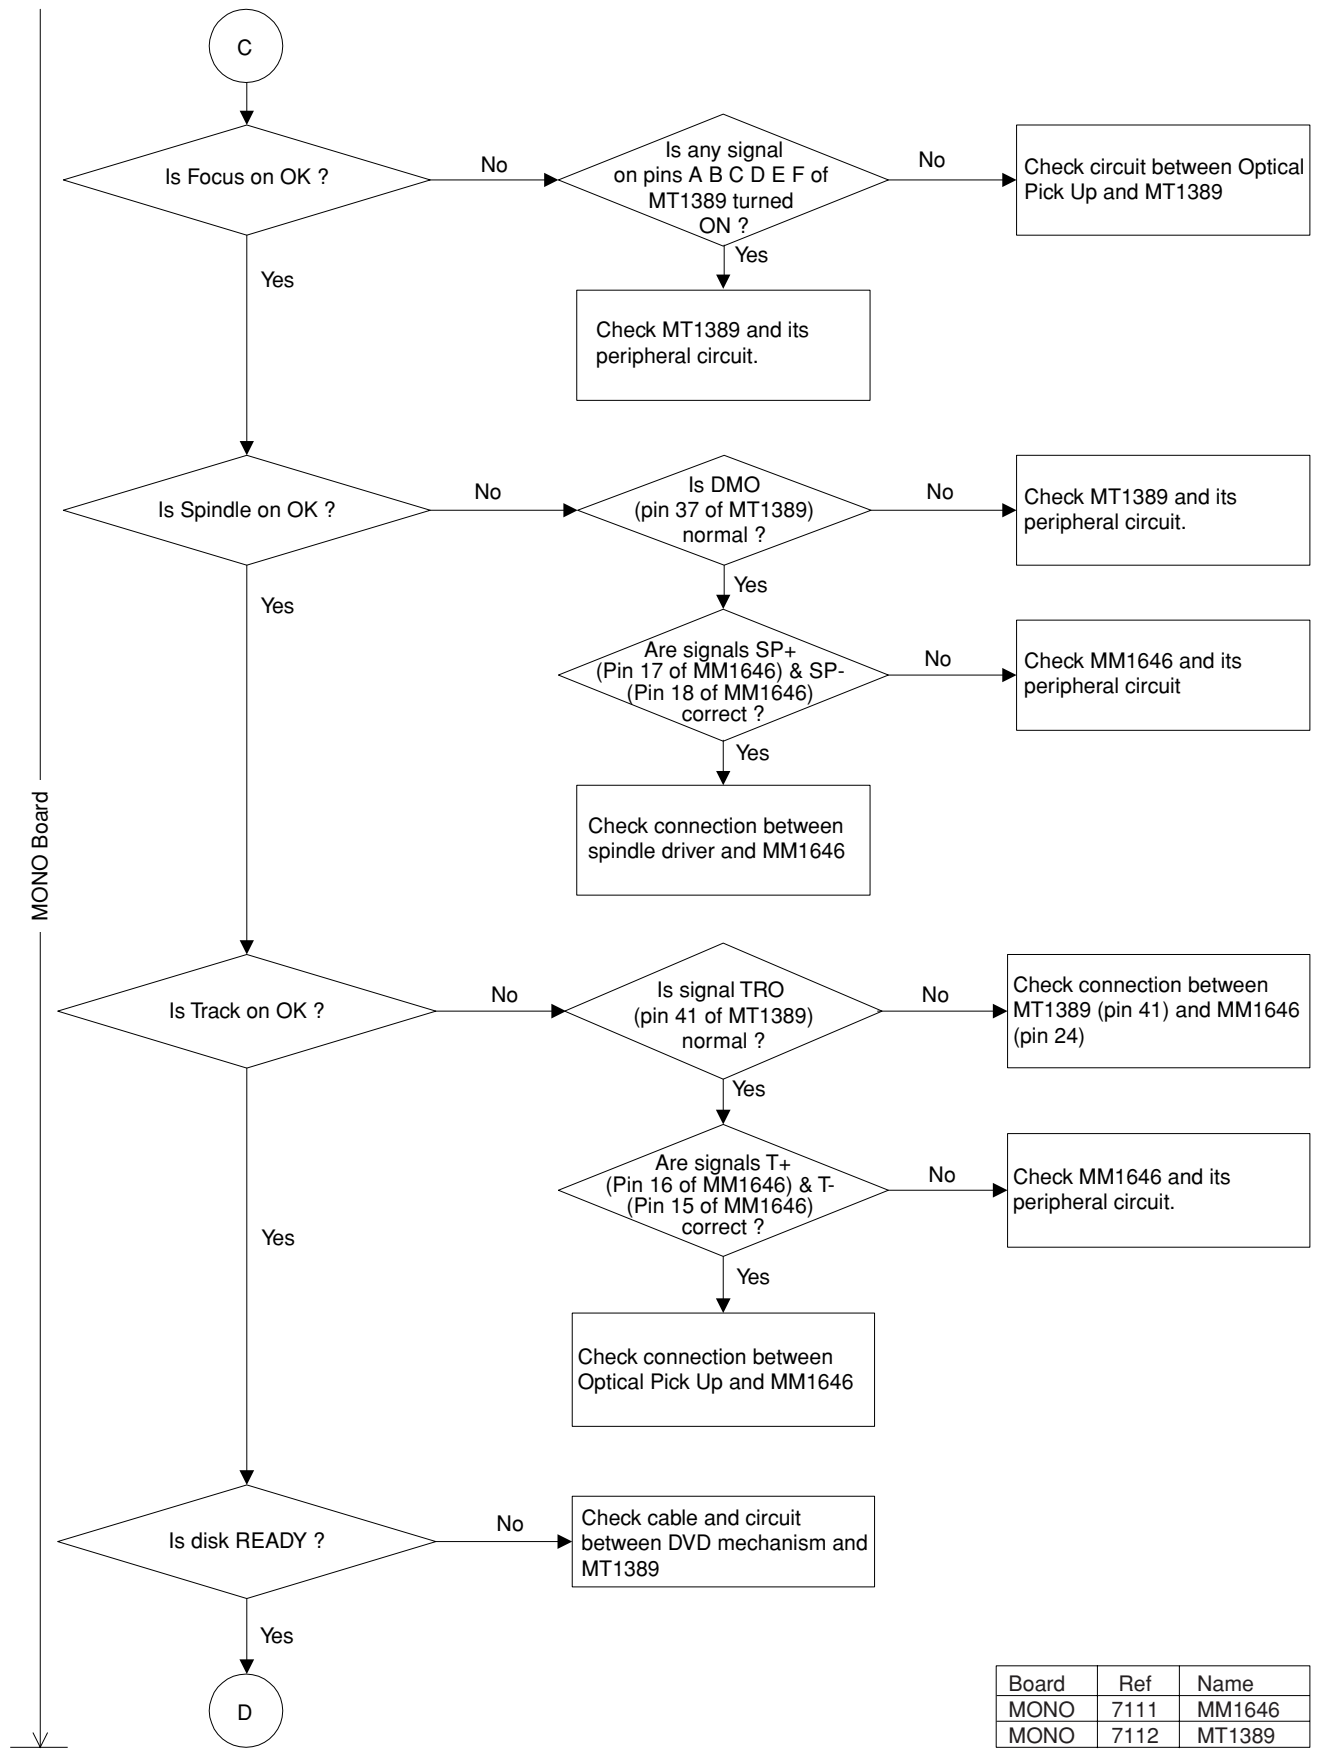 C
Is Focus on OK ?
No
Is any signal
on pins A B C D E F of
MT1389 turned
ON ?
No
Check circuit between Optical
Pick Up and MT1389
Yes
Yes
Check MT1389 and its
peripheral circuit.
Is Spindle on OK ?
No
Is DMO
(pin 37 of MT1389)
normal ?
No
Check MT1389 and its
peripheral circuit.
Yes
Yes
Are signals SP+
(Pin 17 of MM1646) & SP-
(Pin 18 of MM1646)
correct ?
No
Check MM1646 and its
peripheral circuit
Yes
Check connection between
spindle driver and MM1646
MONO Board
Is Track on OK ?
No
Is signal TRO
(pin 41 of MT1389)
normal ?
No
Check connection between
MT1389 (pin 41) and MM1646
(pin 24)
Yes
Are signals T+
(Pin 16 of MM1646) & T-
(Pin 15 of MM1646)
correct ?
No
Check MM1646 and its
peripheral circuit.
Yes
Yes
Check connection between
Optical Pick Up and MM1646
Is disk READY ?
No
Check cable and circuit
between DVD mechanism and
MT1389
Yes
D
Board Ref Name
MONO 7111 MM1646
MONO 7112 MT1389